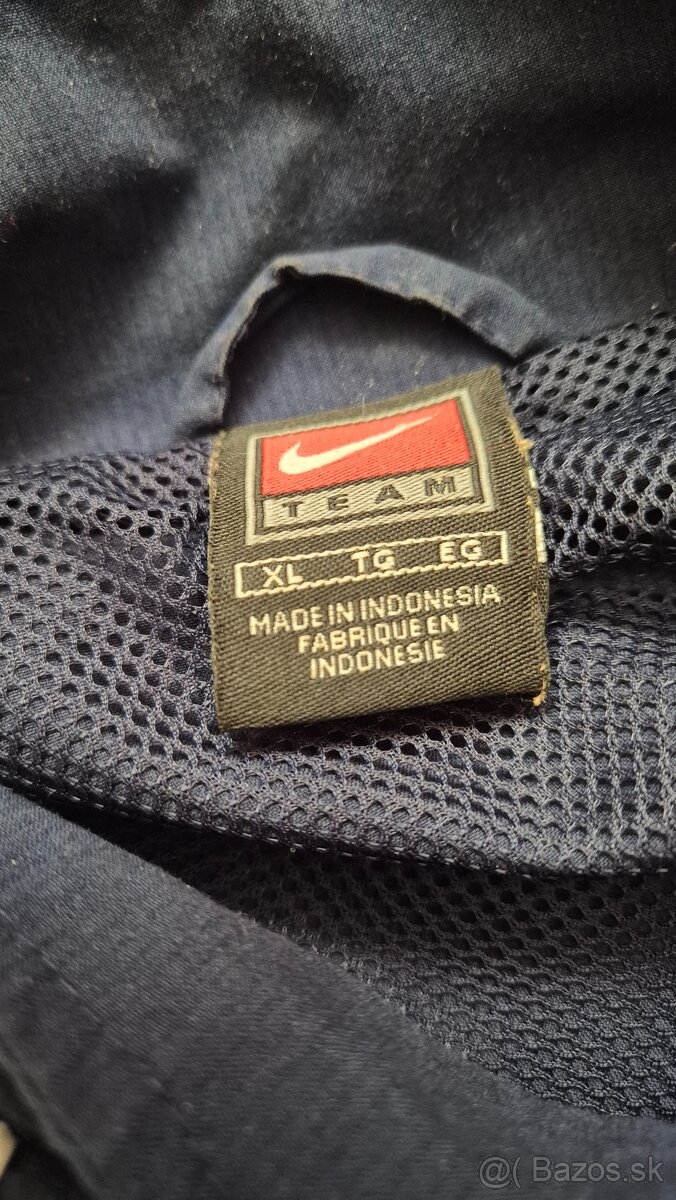 TEAM
XL TG EG
MADE IN INDONESIA
FABRIQUE EN
INDONESIE
@( Bazos.sk